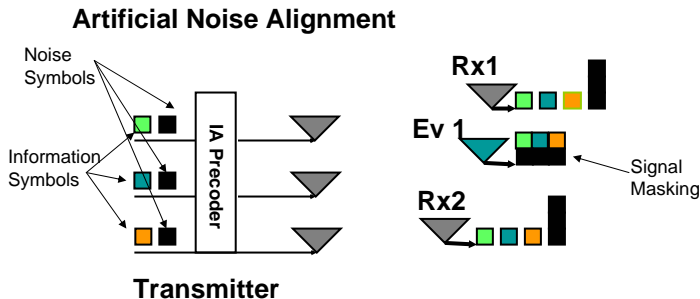 Artificial Noise Alignment
Noise
Symbols
Information
Symbols
IA Precoder
Transmitter
Rx1
Ev 1
Signal
Masking
Rx2